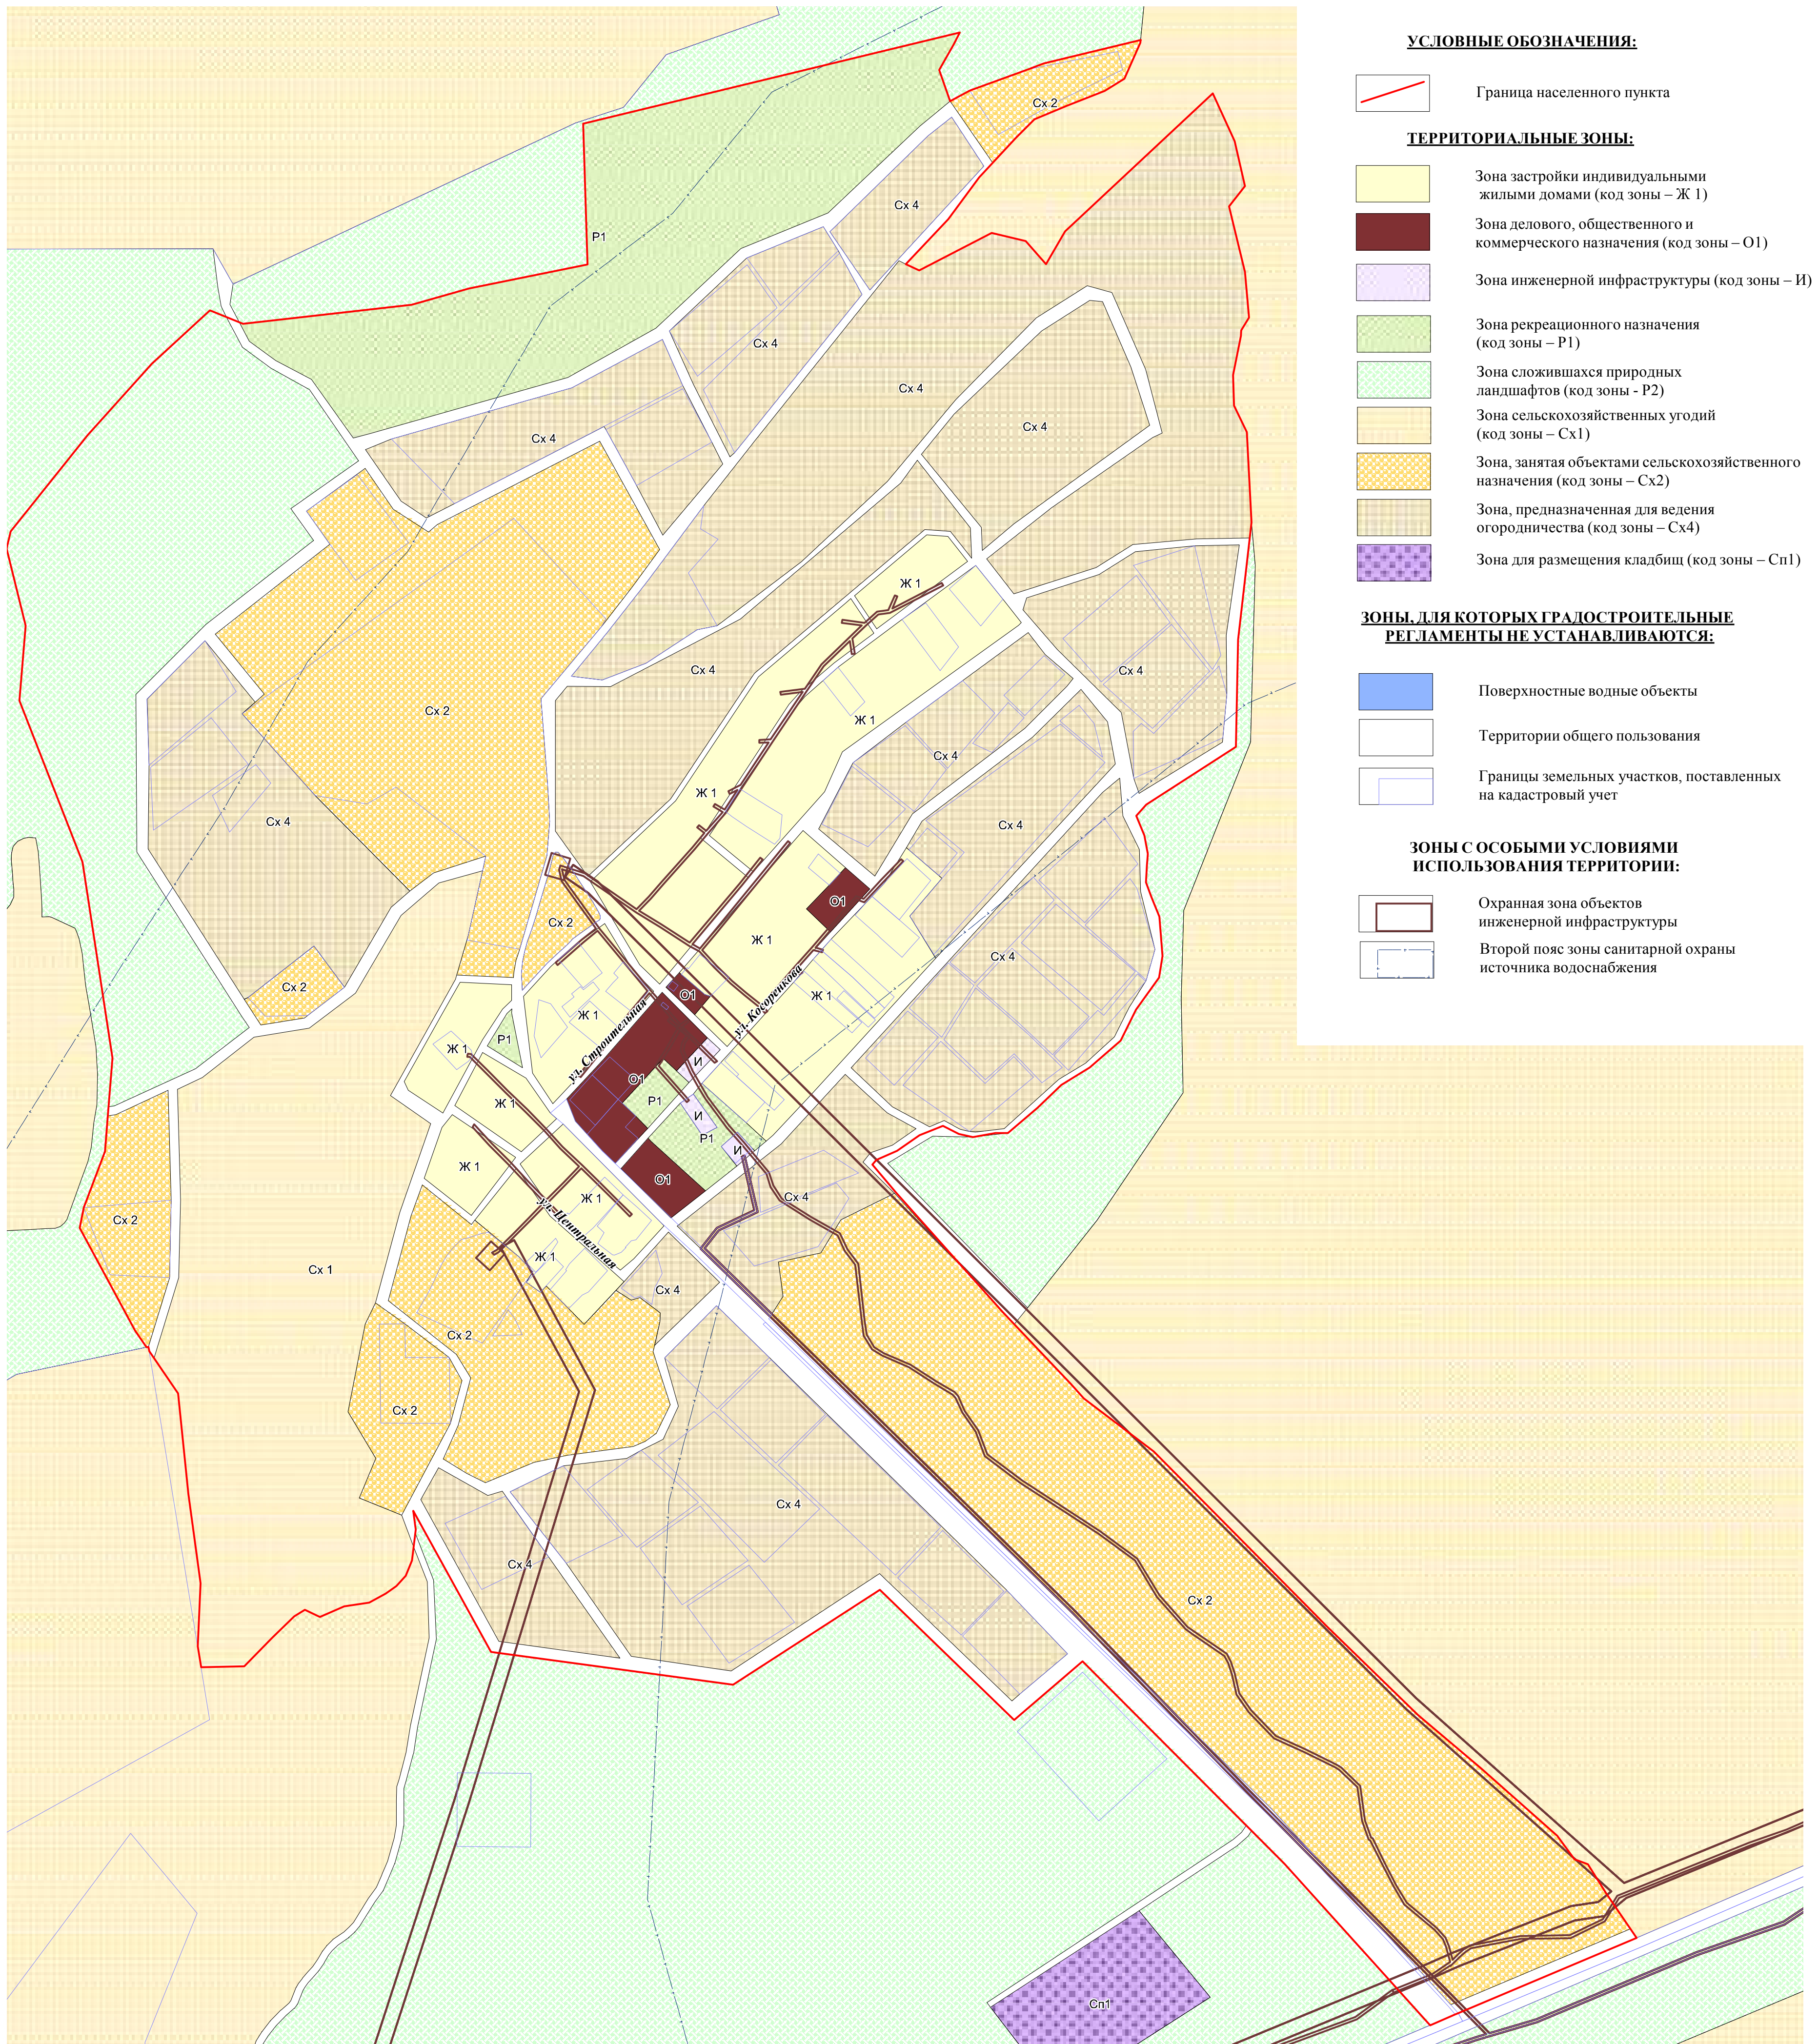 УСЛОВНЫЕ ОБОЗНАЧЕНИЯ:
Граница населенного пункта
ТЕРРИТОРИАЛЬНЫЕ ЗОНЫ:
Зона застройки индивидуальными
жилыми домами (код зоны – Ж 1)
Зона делового, общественного и
коммерческого назначения (код зоны – О1)
Зона инженерной инфраструктуры (код зоны – И)
Зона рекреационного назначения
(код зоны – Р1)
Зона сложившахся природных
ландшафтов (код зоны - Р2)
Зона сельскохозяйственных угодий
(код зоны – Сх1)
Зона, занятая объектами сельскохозяйственного
назначения (код зоны – Сх2)
Зона, предназначенная для ведения
огородничества (код зоны – Сх4)
Зона для размещения кладбищ (код зоны – Сп1)
ЗОНЫ, ДЛЯ КОТОРЫХ ГРАДОСТРОИТЕЛЬНЫЕ
РЕГЛАМЕНТЫ НЕ УСТАНАВЛИВАЮТСЯ:
Поверхностные водные объекты
Территории общего пользования
Границы земельных участков, поставленных
на кадастровый учет
ЗОНЫ С ОСОБЫМИ УСЛОВИЯМИ
ИСПОЛЬЗОВАНИЯ ТЕРРИТОРИИ:
Охранная зона объектов
инженерной инфраструктуры
Второй пояс зоны санитарной охраны
источника водоснабжения
Сх 2
Сх 4
Р1
Сх 4
Сх 4
Сх 4
Сх 4
Ж 1
Сх 4
Сх 4
Сх 2
Ж 1
Сх 4
Ж 1
Сх 4
Сх 4
О1
Сх 2
Ж 1
Сх 4
Сх 2
О1
Ж 1
Ж 1
ул. Косоренкова
ул. Строительная
Р1
Ж 1
И
О1
Р1
Ж 1
И
Р1
И
Ж 1
О1
Ж 1
Сх 4
ул. Центральная
Сх 2
Ж 1
Сх 1
Сх 4
Сх 2
Сх 2
Сх 4
Сх 4
Сх 2
Сп1